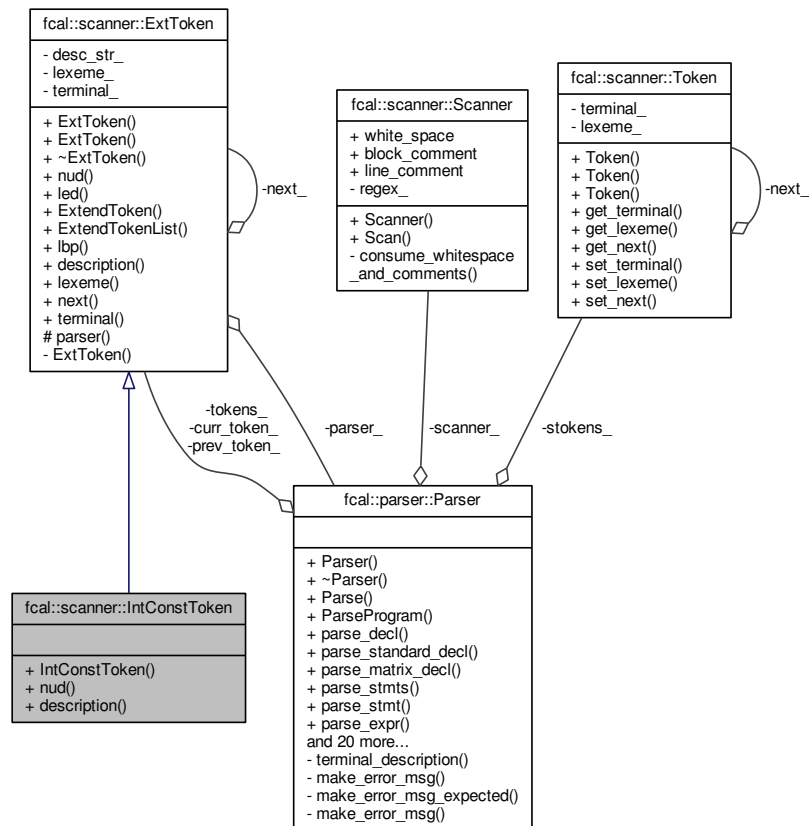 fcal::scanner::ExtToken
- desc_str_
- lexeme_
- terminal_
+ ExtToken()
+ ExtToken()
+ ~ExtToken()
+ nud()
+ led()
+ ExtendToken()
+ ExtendTokenList()
+ lbp()
+ description()
+ lexeme()
+ next()
+ terminal()
# parser()
- ExtToken()
-next_
fcal::scanner::Scanner
+ white_space
+ block_comment
+ line_comment
- regex_
+ Scanner()
+ Scan()
- consume_whitespace
_and_comments()
fcal::scanner::Token
- terminal_
- lexeme_
+ Token()
+ Token()
+ Token()
+ get_terminal()
+ get_lexeme()
+ get_next()
+ set_terminal()
+ set_lexeme()
+ set_next()
-next_
-tokens_
-curr_token_
-prev_token_
-parser_
-scanner_
-stokens_
fcal::scanner::IntConstToken
+ IntConstToken()
+ nud()
+ description()
fcal::parser::Parser
+ Parser()
+ ~Parser()
+ Parse()
+ ParseProgram()
+ parse_decl()
+ parse_standard_decl()
+ parse_matrix_decl()
+ parse_stmts()
+ parse_stmt()
+ parse_expr()
and 20 more...
- terminal_description()
- make_error_msg()
- make_error_msg_expected()
- make_error_msg()